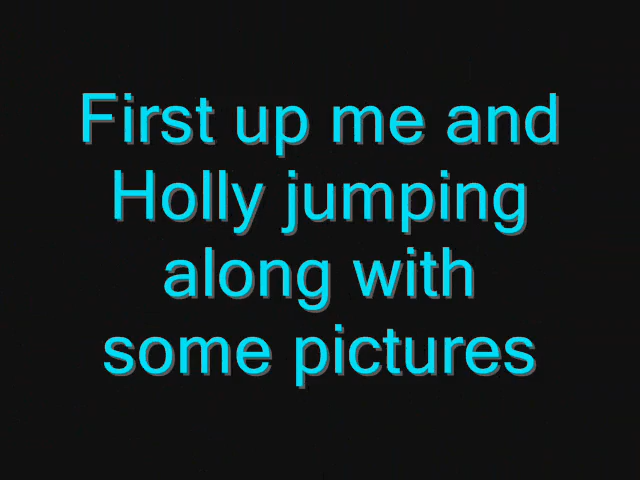 First up me and
Holly jumping
along with
some pictures